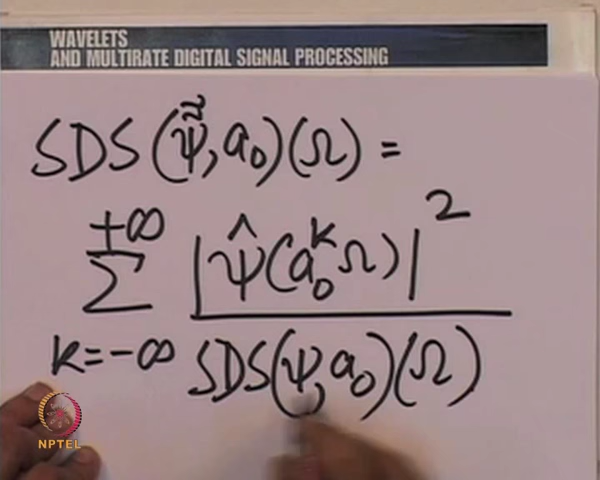 WAVELETS
AND MULTIRATE DIGITAL SIGNAL PROCESSING
SDS (ψ̃̃, a₀)(Ω) =
+∞
Σ |ψ̂(a₀ᵏΩ)|²
k=-∞ SDS(ψ, a₀)(Ω)
NPTEL